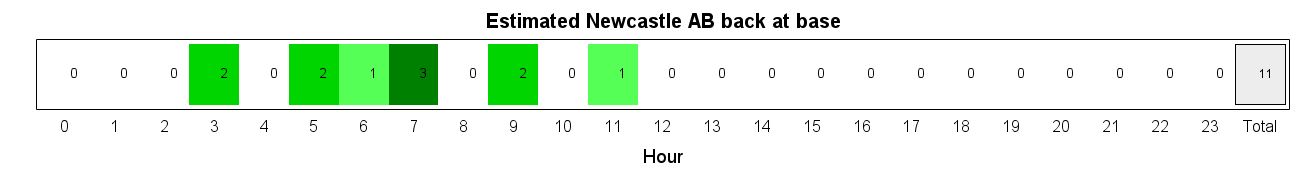 Estimated Newcastle AB back at base
0 0 0 2 0 2 1 3 0 2 0 1 0 0 0 0 0 0 0 0 0 0 0 0 11
0 1 2 3 4 5 6 7 8 9 10 11 12 13 14 15 16 17 18 19 20 21 22 23 Total
Hour